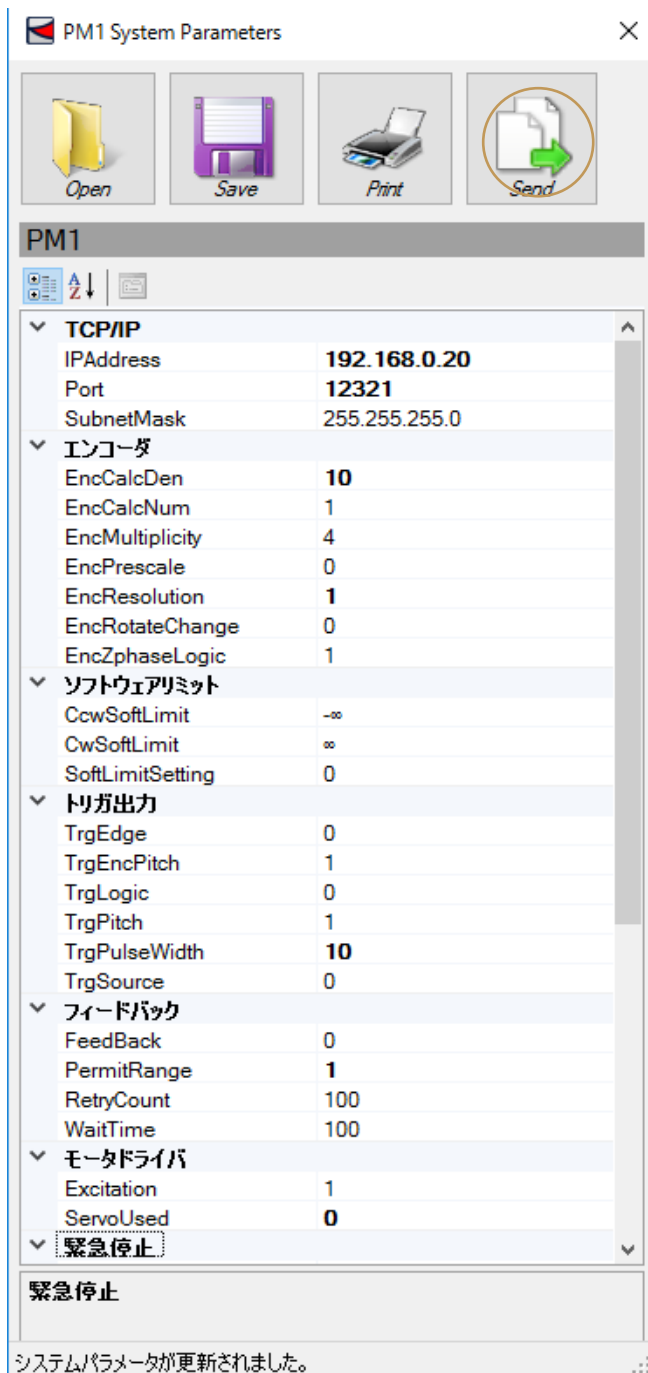 PM1 System Parameters
Open Save Print Send
PM1
TCP/IP
IPAddress 192.168.0.20
Port 12321
SubnetMask 255.255.255.0
エンコーダ
EncCalcDen 10
EncCalcNum 1
EncMultiplicity 4
EncPrescale 0
EncResolution 1
EncRotateChange 0
EncZphaseLogic 1
ソフトウェアリミット
CcwSoftLimit -∞
CwSoftLimit ∞
SoftLimitSetting 0
トリガ出力
TrgEdge 0
TrgEncPitch 1
TrgLogic 0
TrgPitch 1
TrgPulseWidth 10
TrgSource 0
フィードバック
FeedBack 0
PermitRange 1
RetryCount 100
WaitTime 100
モータドライバ
Excitation 1
ServoUsed 0
緊急停止
緊急停止
システムパラメータが更新されました。